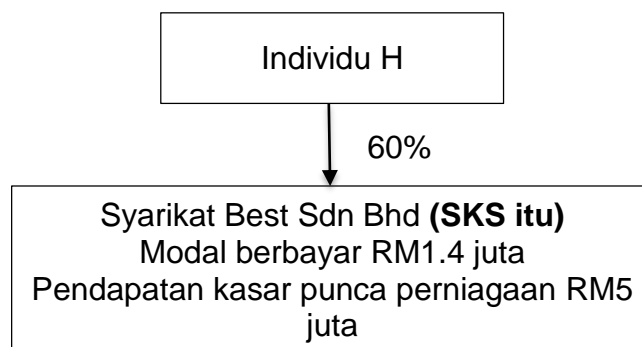 Individu H
60%
Syarikat Best Sdn Bhd (SKS itu)
Modal berbayar RM1.4 juta
Pendapatan kasar punca perniagaan RM5
juta